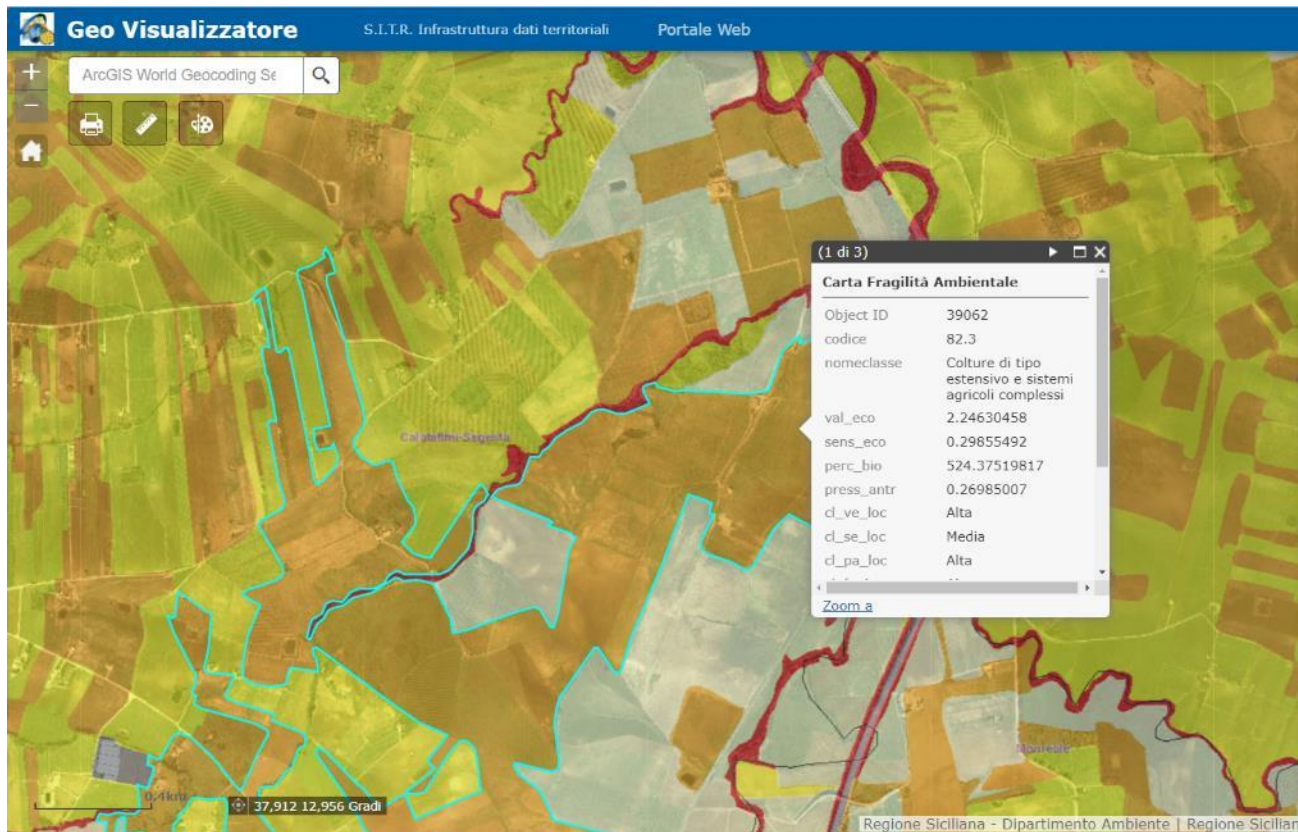 Geo Visualizzatore
S.I.T.R. Infrastruttura dati territoriali
Portale Web
+
ArcGIS World Geocoding Se
−
(1 di 3)
Carta Fragilità Ambientale
Object ID 39062
codice 82.3
nomeclasse Colture di tipo
estensivo e sistemi
agricoli complessi
val_eco 2.24630458
sens_eco 0.29855492
perc_bio 524.37519817
press_antr 0.26985007
cl_ve_loc Alta
cl_se_loc Media
cl_pa_loc Alta
Zoom a
Calatafimi-Segesta
Monreale
0,4km
37,912 12,956 Gradi
Regione Siciliana - Dipartimento Ambiente | Regione Sicilian